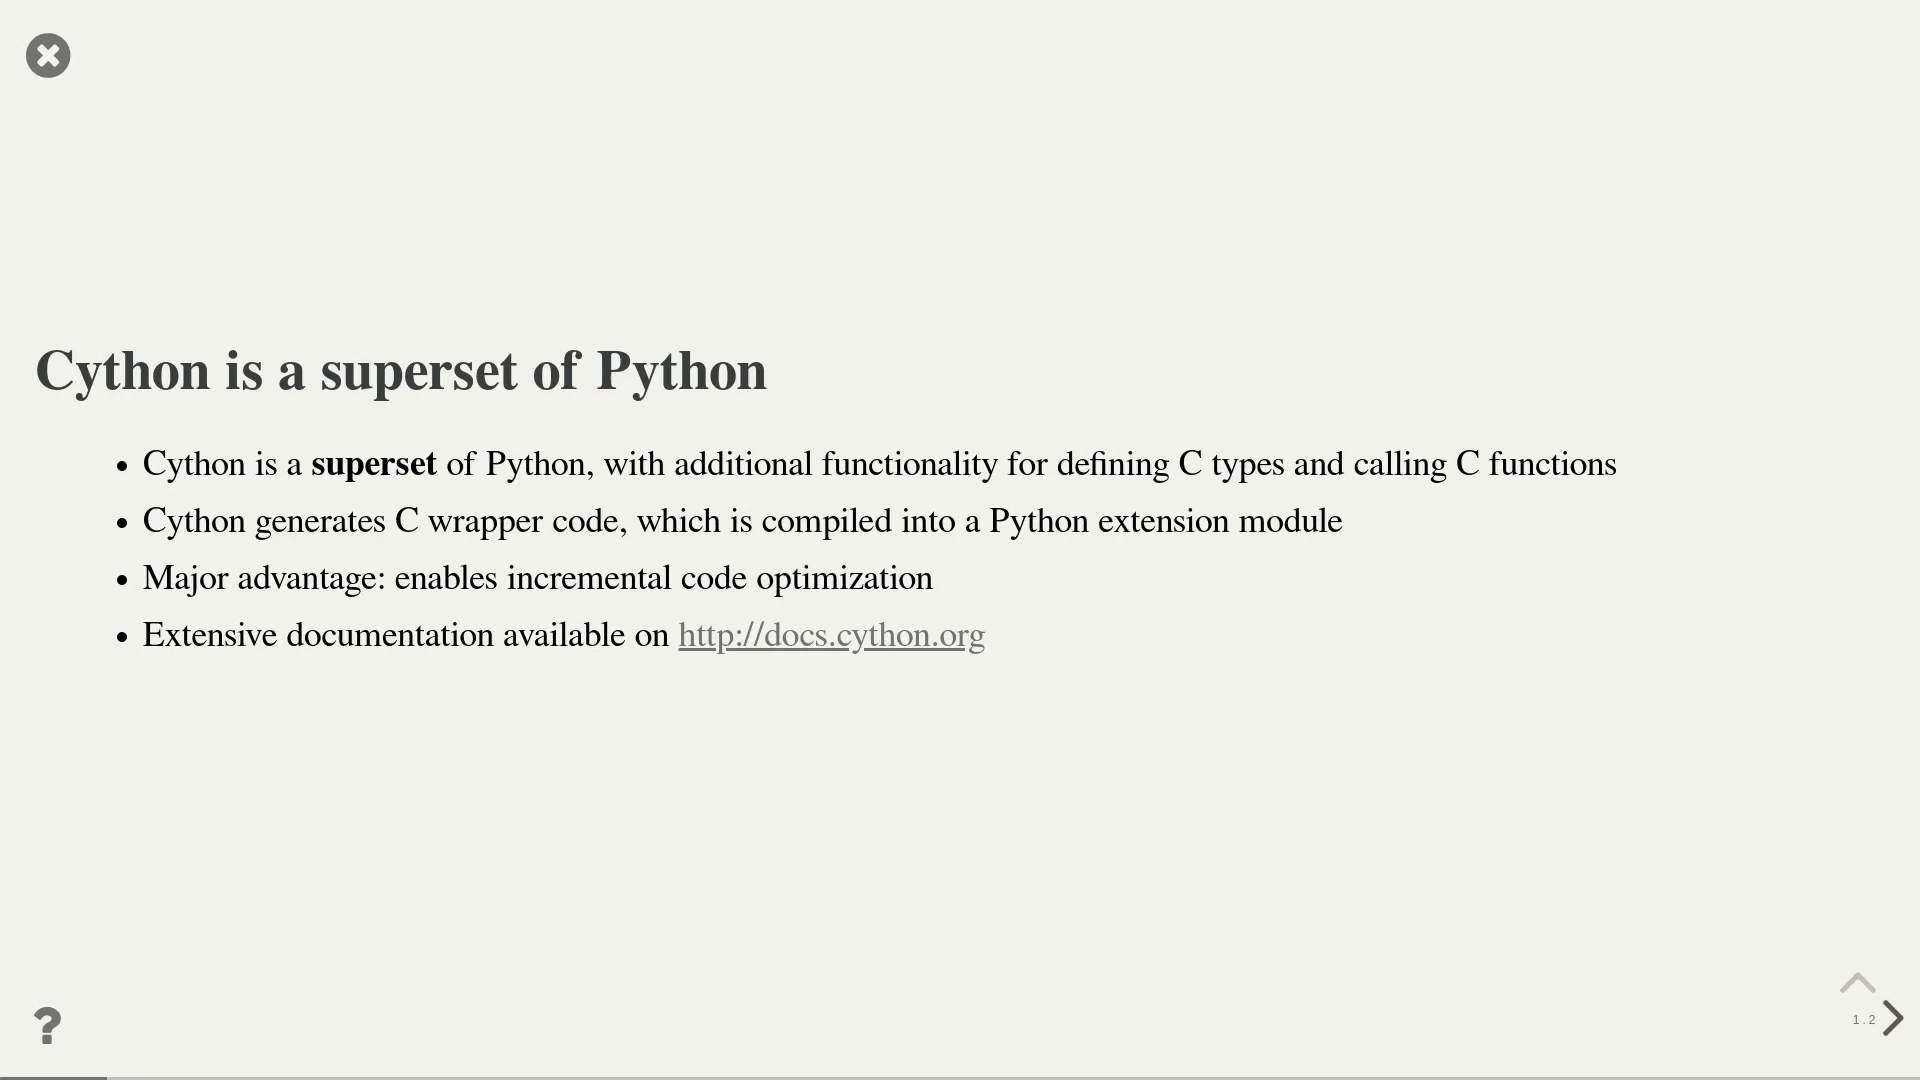 Cython is a superset of Python
• Cython is a superset of Python, with additional functionality for defining C types and calling C functions
• Cython generates C wrapper code, which is compiled into a Python extension module
• Major advantage: enables incremental code optimization
• Extensive documentation available on http://docs.cython.org
?
1.2